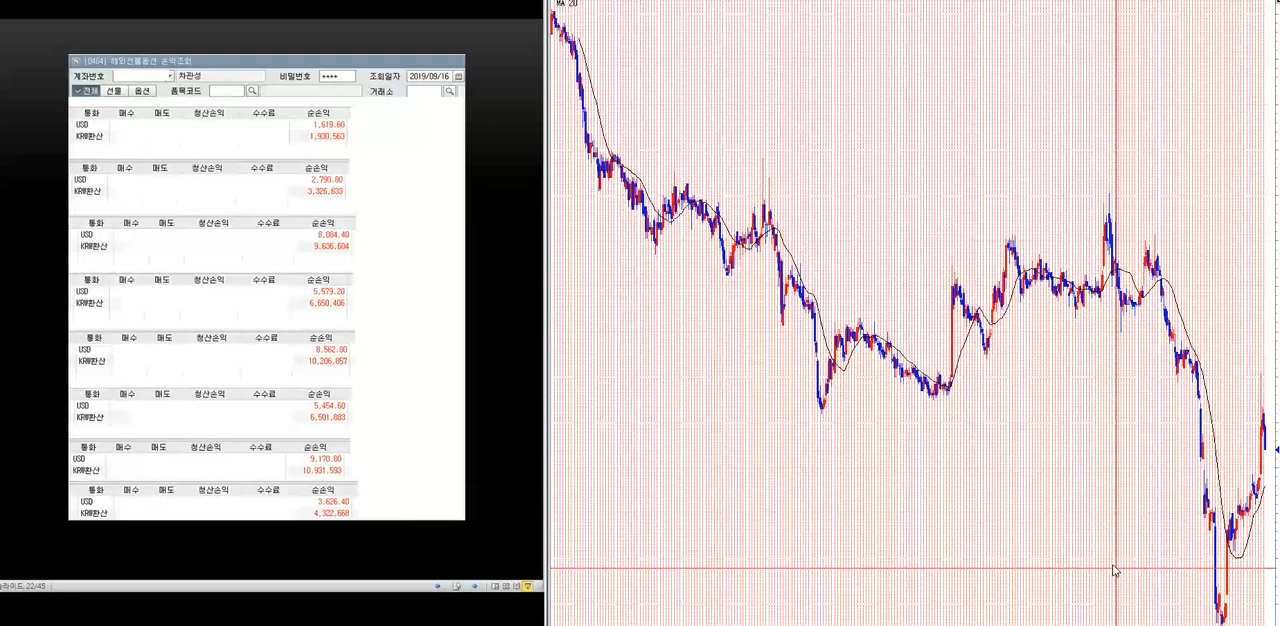 [0464] 해외선물옵션 손익조회
계좌번호 차관성 비밀번호 **** 조회일자 2019/09/16
전체 선물 옵션 품목코드 거래소
통화 매수 매도 청산손익 수수료 순손익
USD 1,619.60
KRW환산 1,930,563
통화 매수 매도 청산손익 수수료 순손익
USD 2,790.80
KRW환산 3,326,633
통화 매수 매도 청산손익 수수료 순손익
USD 8,084.40
KRW환산 9,636,604
통화 매수 매도 청산손익 수수료 순손익
USD 5,579.20
KRW환산 6,650,406
통화 매수 매도 청산손익 수수료 순손익
USD 8,562.80
KRW환산 10,206,857
통화 매수 매도 청산손익 수수료 순손익
USD 5,454.60
KRW환산 6,501,883
통화 매수 매도 청산손익 수수료 순손익
USD 9,170.80
KRW환산 10,931,593
통화 매수 매도 청산손익 수수료 순손익
USD 3,626.40
KRW환산 4,322,668
슬라이드 22/45
MA 20